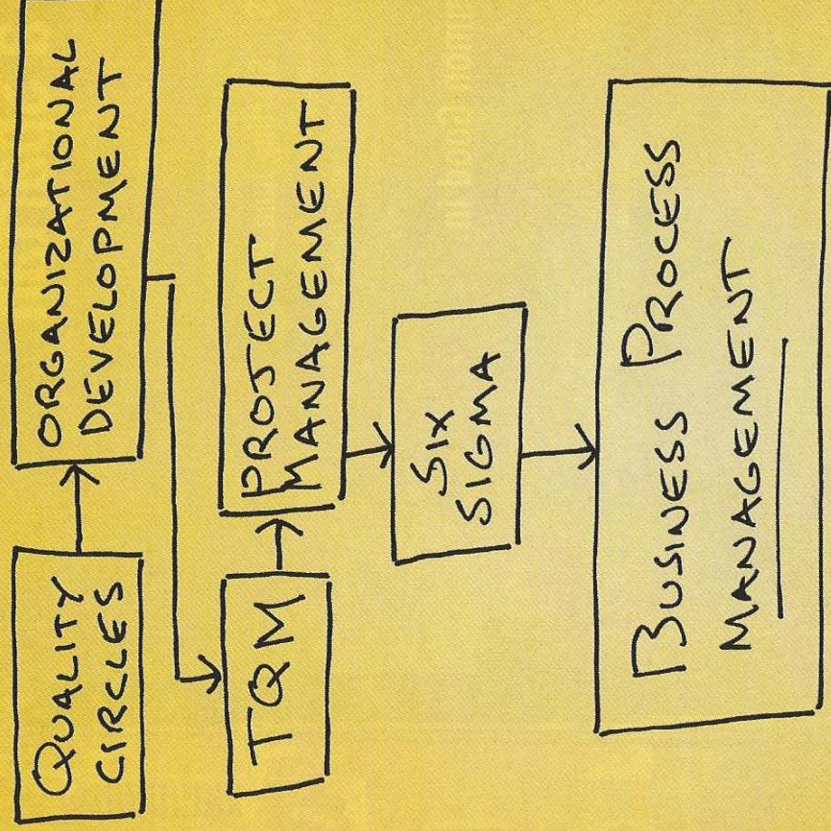 QUALITY
CIRCLES
ORGANIZATIONAL
DEVELOPMENT
TQM
PROJECT
MANAGEMENT
SIX
SIGMA
BUSINESS PROCESS
MANAGEMENT